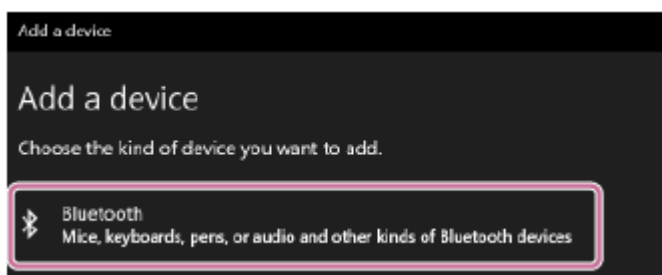 Add a device
Add a device
Choose the kind of device you want to add.
Bluetooth
Mice, keyboards, pens, or audio and other kinds of Bluetooth devices